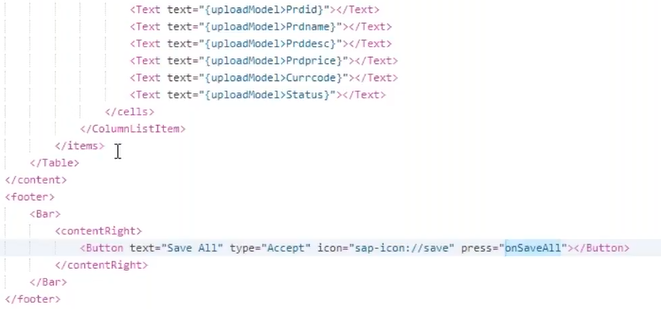 <Text text="{uploadModel>Prdid}"></Text>
<Text text="{uploadModel>Prdname}"></Text>
<Text text="{uploadModel>Prddesc}"></Text>
<Text text="{uploadModel>Prdprice}"></Text>
<Text text="{uploadModel>Currcode}"></Text>
<Text text="{uploadModel>Status}"></Text>
</cells>
</ColumnListItem>
</items>
</Table>
</content>
<footer>
<Bar>
<contentRight>
<Button text="Save All" type="Accept" icon="sap-icon://save" press="onSaveAll"></Button>
</contentRight>
</Bar>
</footer>